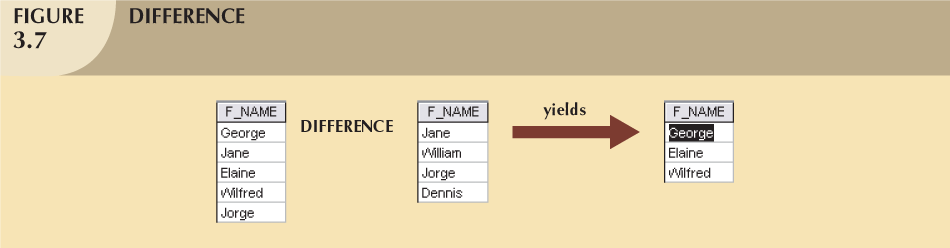 FIGURE 3.7
DIFFERENCE
F_NAME
George
Jane
Elaine
Wilfred
Jorge
DIFFERENCE
F_NAME
Jane
William
Jorge
Dennis
yields
F_NAME
George
Elaine
Wilfred